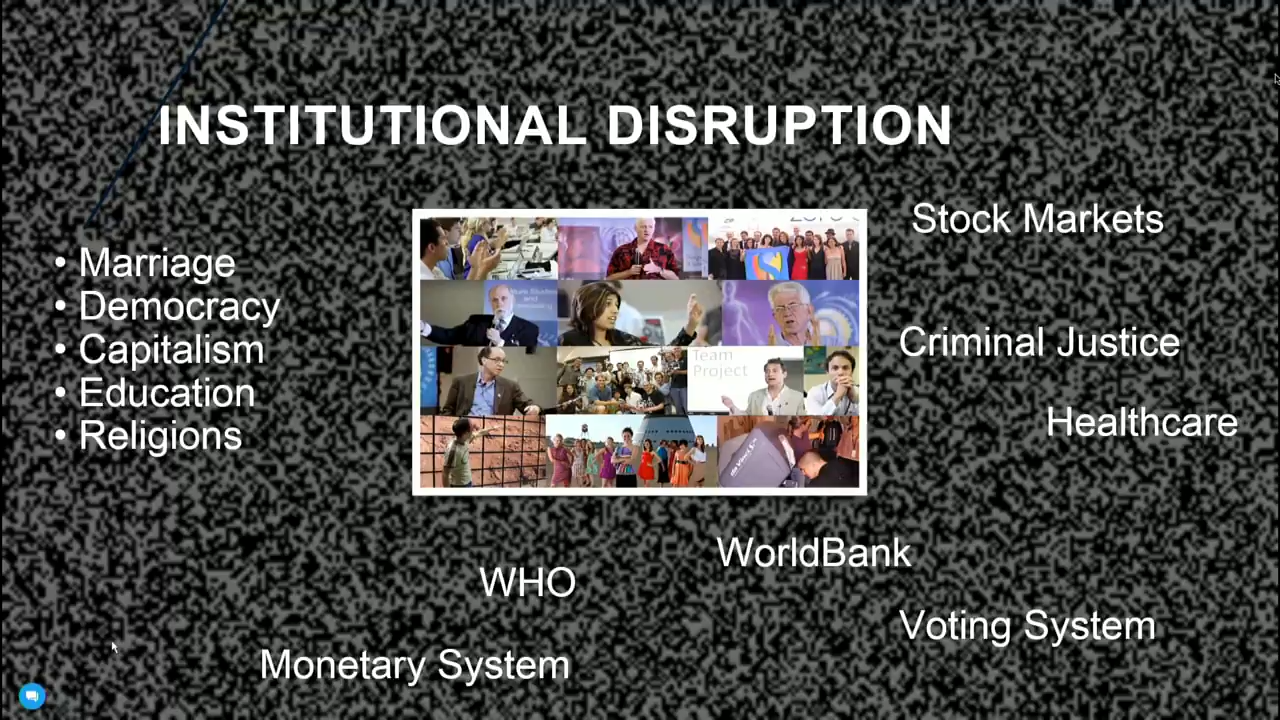 INSTITUTIONAL DISRUPTION
• Marriage
• Democracy
• Capitalism
• Education
• Religions
Team
Project
Stock Markets
Criminal Justice
Healthcare
WorldBank
WHO
Voting System
Monetary System